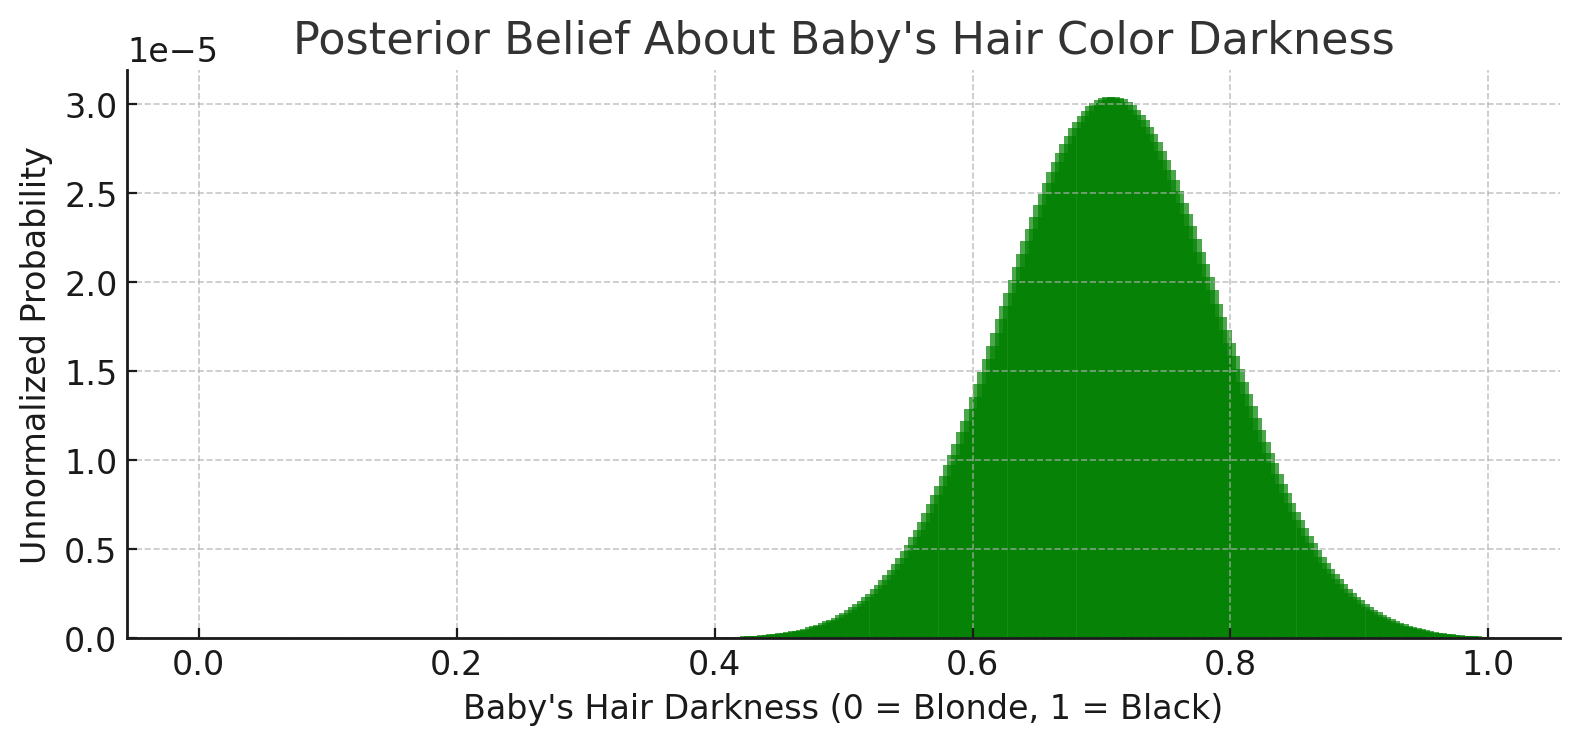 Posterior Belief About Baby's Hair Color Darkness
1e−5
3.0
2.5
2.0
1.5
1.0
0.5
0.0
Unnormalized Probability
0.0 0.2 0.4 0.6 0.8 1.0
Baby's Hair Darkness (0 = Blonde, 1 = Black)